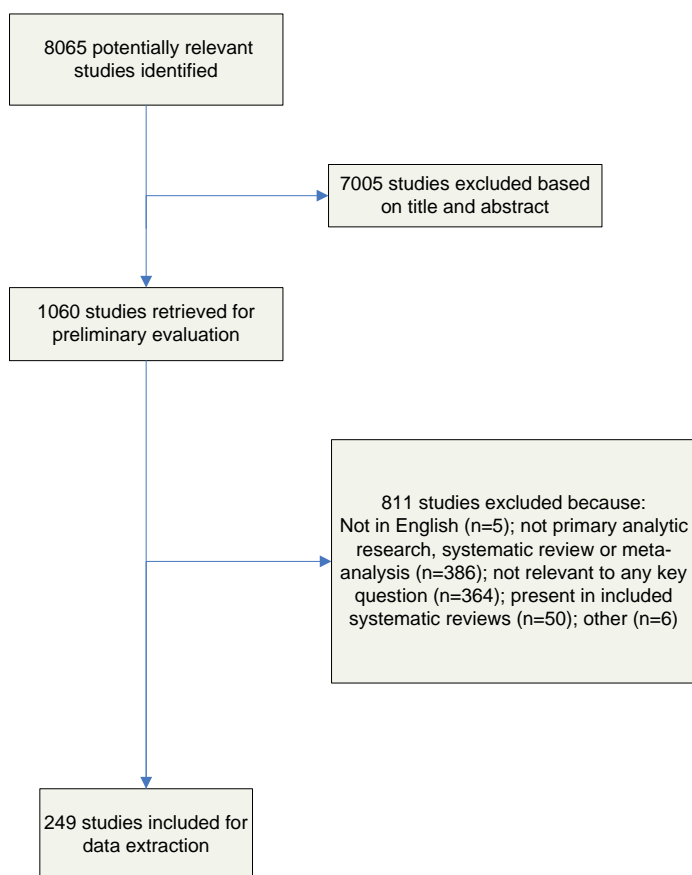 8065 potentially relevant
studies identified
7005 studies excluded based
on title and abstract
1060 studies retrieved for
preliminary evaluation
811 studies excluded because:
Not in English (n=5); not primary analytic
research, systematic review or meta-
analysis (n=386); not relevant to any key
question (n=364); present in included
systematic reviews (n=50); other (n=6)
249 studies included for
data extraction